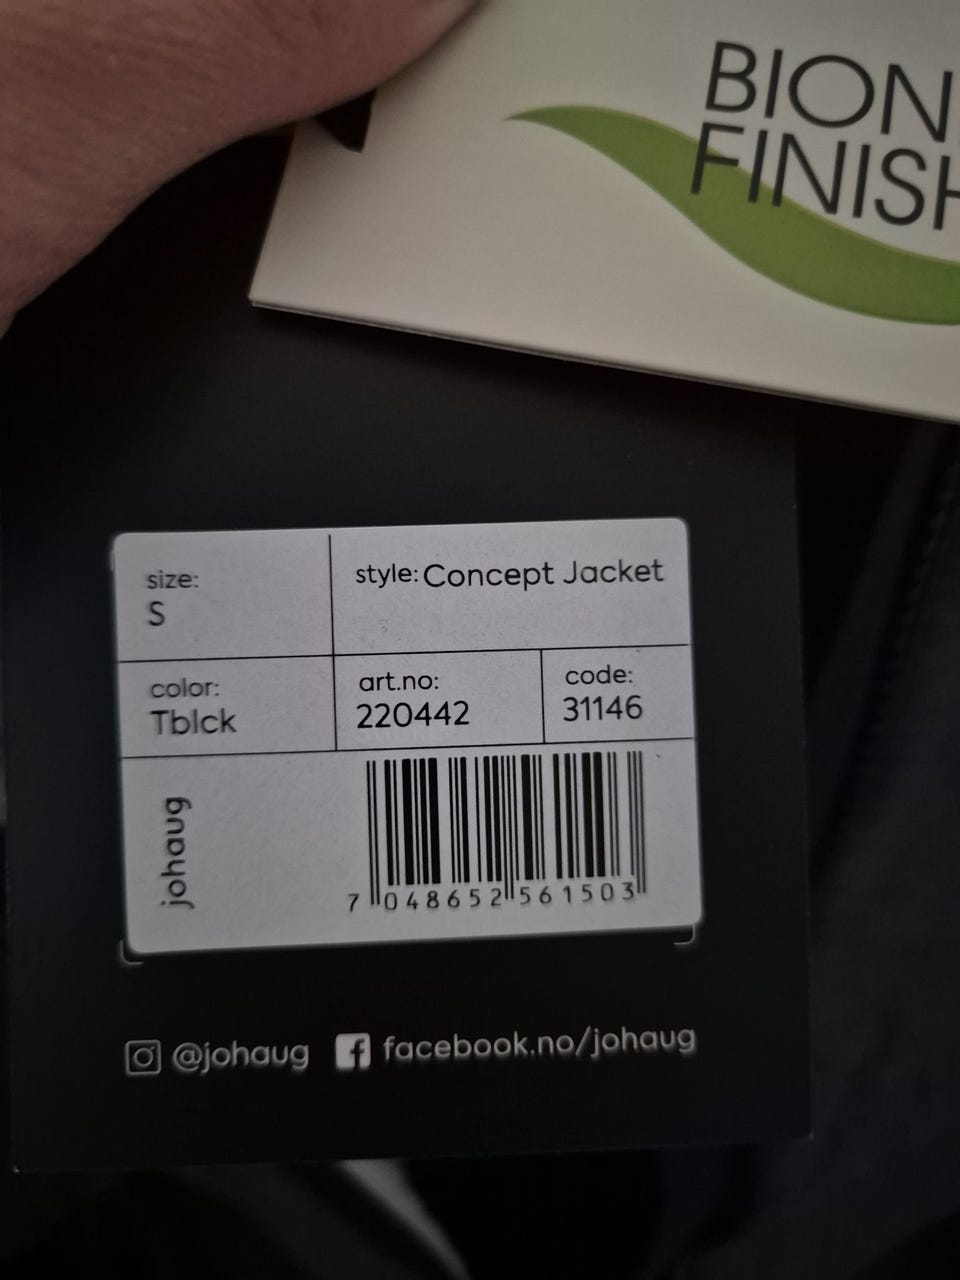 BION
FINISH
size:
S
style: Concept Jacket
color:
Tblck
art.no:
220442
code:
31146
johaug
7 048652 561503
@johaug facebook.no/johaug